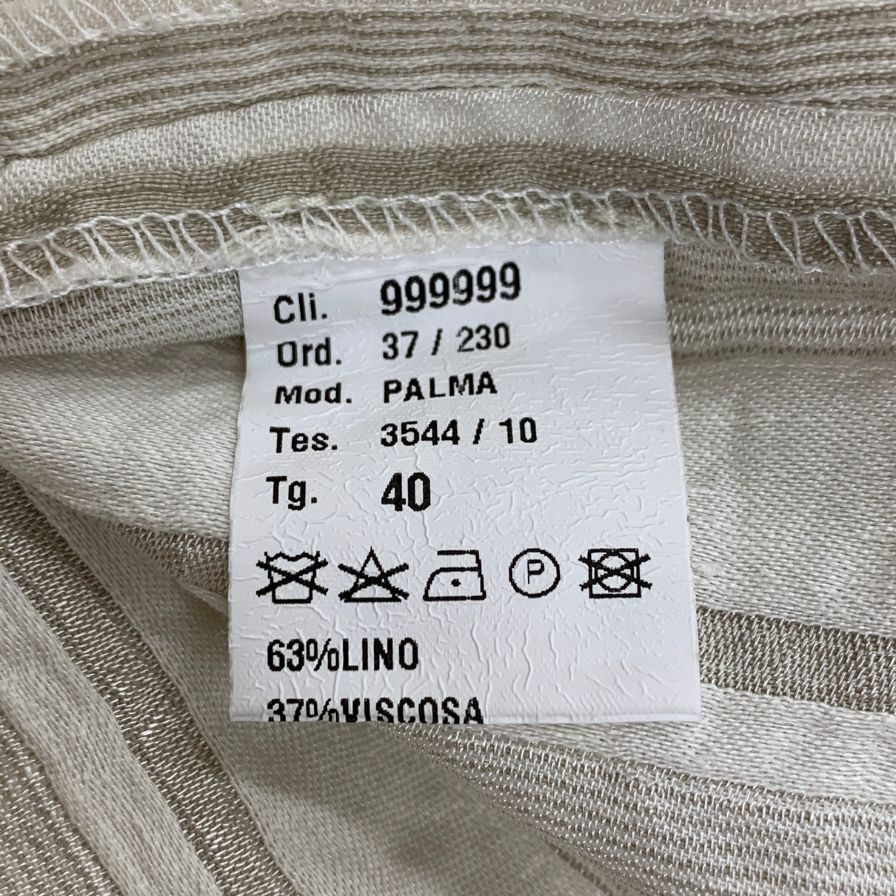 Cli. 999999
Ord. 37 / 230
Mod. PALMA
Tes. 3544 / 10
Tg. 40
P
63%LINO
37%VISCOSA